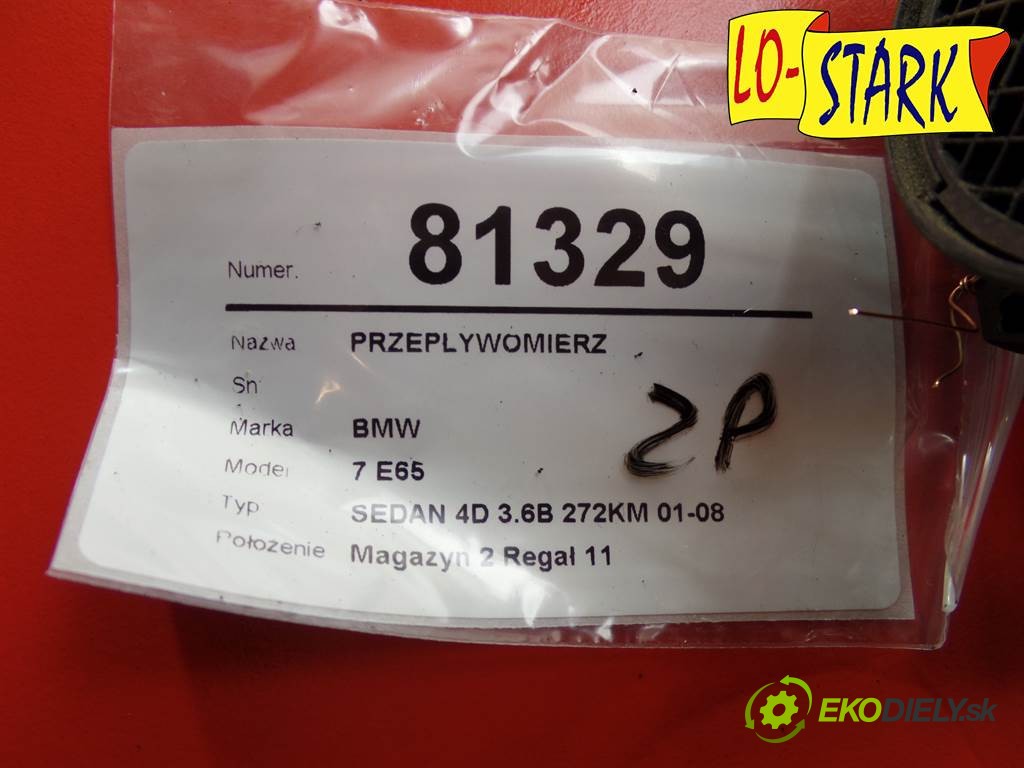 LO-STARK
Numer. 81329
Nazwa PRZEPLYWOMIERZ
Sn
Marka BMW
Model 7 E65
Typ SEDAN 4D 3.6B 272KM 01-08
Położenie Magazyn 2 Regał 11
ZP
EKODIELY.sk